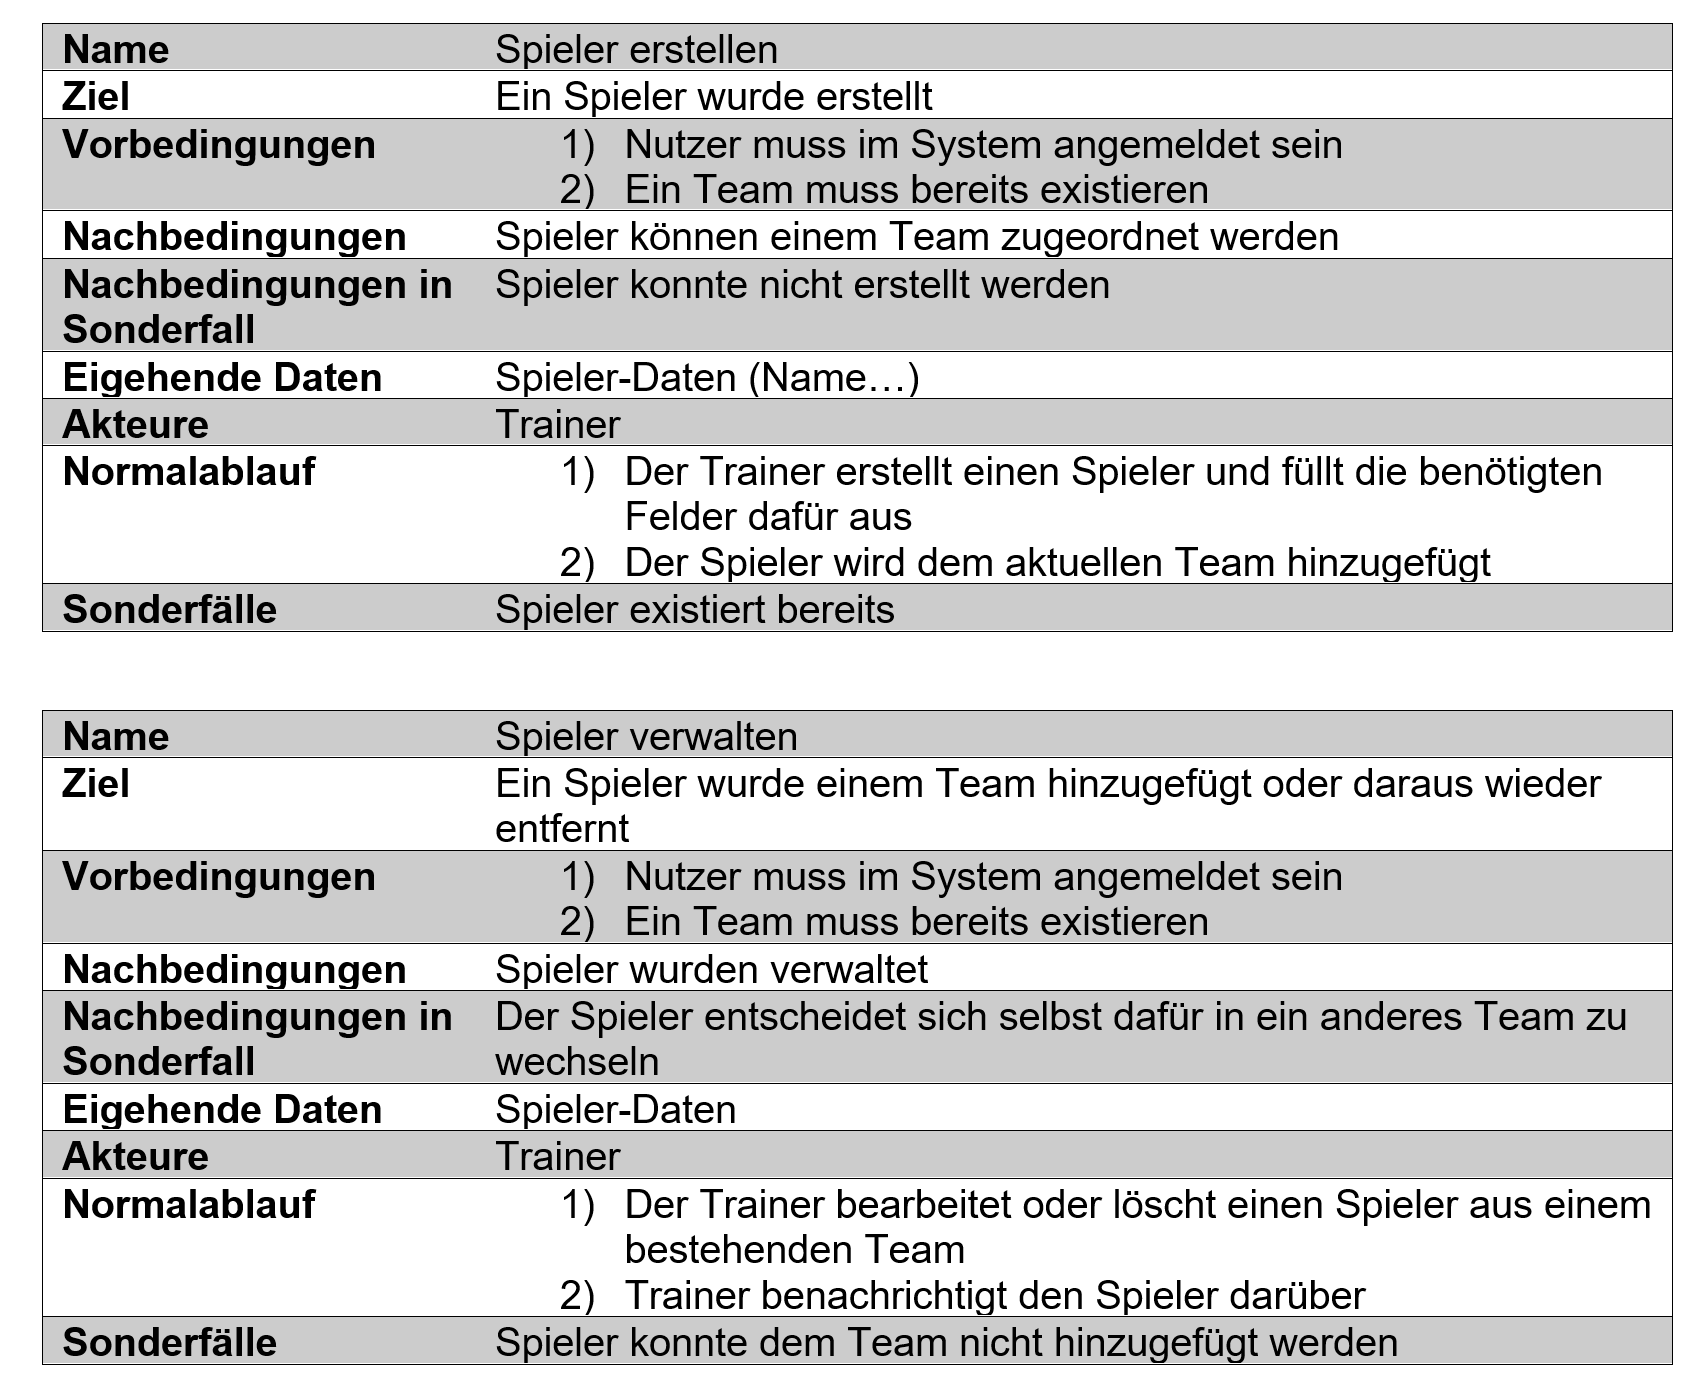 Name Spieler erstellen
Ziel Ein Spieler wurde erstellt
Vorbedingungen 1) Nutzer muss im System angemeldet sein
2) Ein Team muss bereits existieren
Nachbedingungen Spieler können einem Team zugeordnet werden
Nachbedingungen in Spieler konnte nicht erstellt werden
Sonderfall
Eigehende Daten Spieler-Daten (Name…)
Akteure Trainer
Normalablauf 1) Der Trainer erstellt einen Spieler und füllt die benötigten
Felder dafür aus
2) Der Spieler wird dem aktuellen Team hinzugefügt
Sonderfälle Spieler existiert bereits
Name Spieler verwalten
Ziel Ein Spieler wurde einem Team hinzugefügt oder daraus wieder
entfernt
Vorbedingungen 1) Nutzer muss im System angemeldet sein
2) Ein Team muss bereits existieren
Nachbedingungen Spieler wurden verwaltet
Nachbedingungen in Der Spieler entscheidet sich selbst dafür in ein anderes Team zu
Sonderfall wechseln
Eigehende Daten Spieler-Daten
Akteure Trainer
Normalablauf 1) Der Trainer bearbeitet oder löscht einen Spieler aus einem
bestehenden Team
2) Trainer benachrichtigt den Spieler darüber
Sonderfälle Spieler konnte dem Team nicht hinzugefügt werden